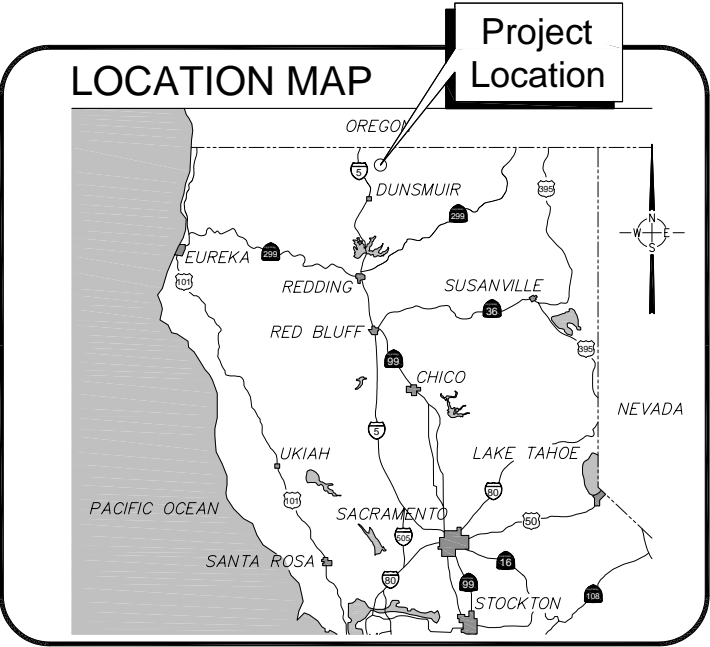 Project
Location
LOCATION MAP
OREGON
5
DUNSMUIR
395
299
N
W E
S
EUREKA
299
101
REDDING
SUSANVILLE
36
RED BLUFF
99
395
CHICO
NEVADA
5
UKIAH
LAKE TAHOE
80
101
PACIFIC OCEAN
SACRAMENTO
50
505
SANTA ROSA
16
80
99
108
STOCKTON